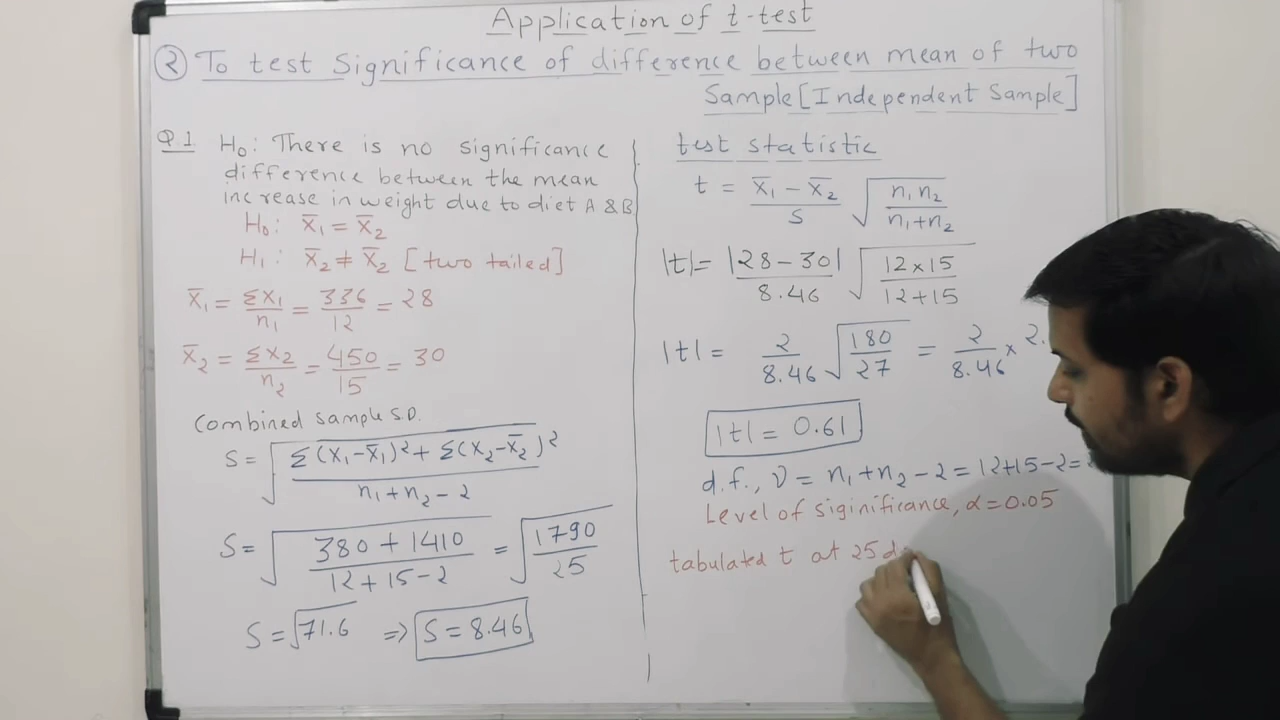 Application of t-test
② To test Significance of difference between mean of two
Sample [Independent Sample]
Q1 H₀: There is no significance
difference between the mean
increase in weight due to diet A & B
H₀: x̄₁ = x̄₂
H₁: x̄₂ ≠ x̄₂ [two tailed]
x̄₁ = Σx₁/n₁ = 336/12 = 28
x̄₂ = Σx₂/n₂ = 450/15 = 30
Combined sample S.D.
S = √(Σ(x₁-x̄₁)² + Σ(x₂-x̄₂)²/n₁+n₂-2)
S = √(380+1410/12+15-2) = √(1790/25)
S = √71.6 ⇒ S = 8.46
test statistic
t = x̄₁ - x̄₂/S √(n₁n₂/n₁+n₂)
|t| = |28-30|/8.46 √(12×15/12+15)
|t| = 2/8.46 √(180/27) = 2/8.46 × 2.
|t| = 0.61
d.f., ν = n₁+n₂-2 = 12+15-2 =
Level of siginificance, α = 0.05
tabulated t at 25 d